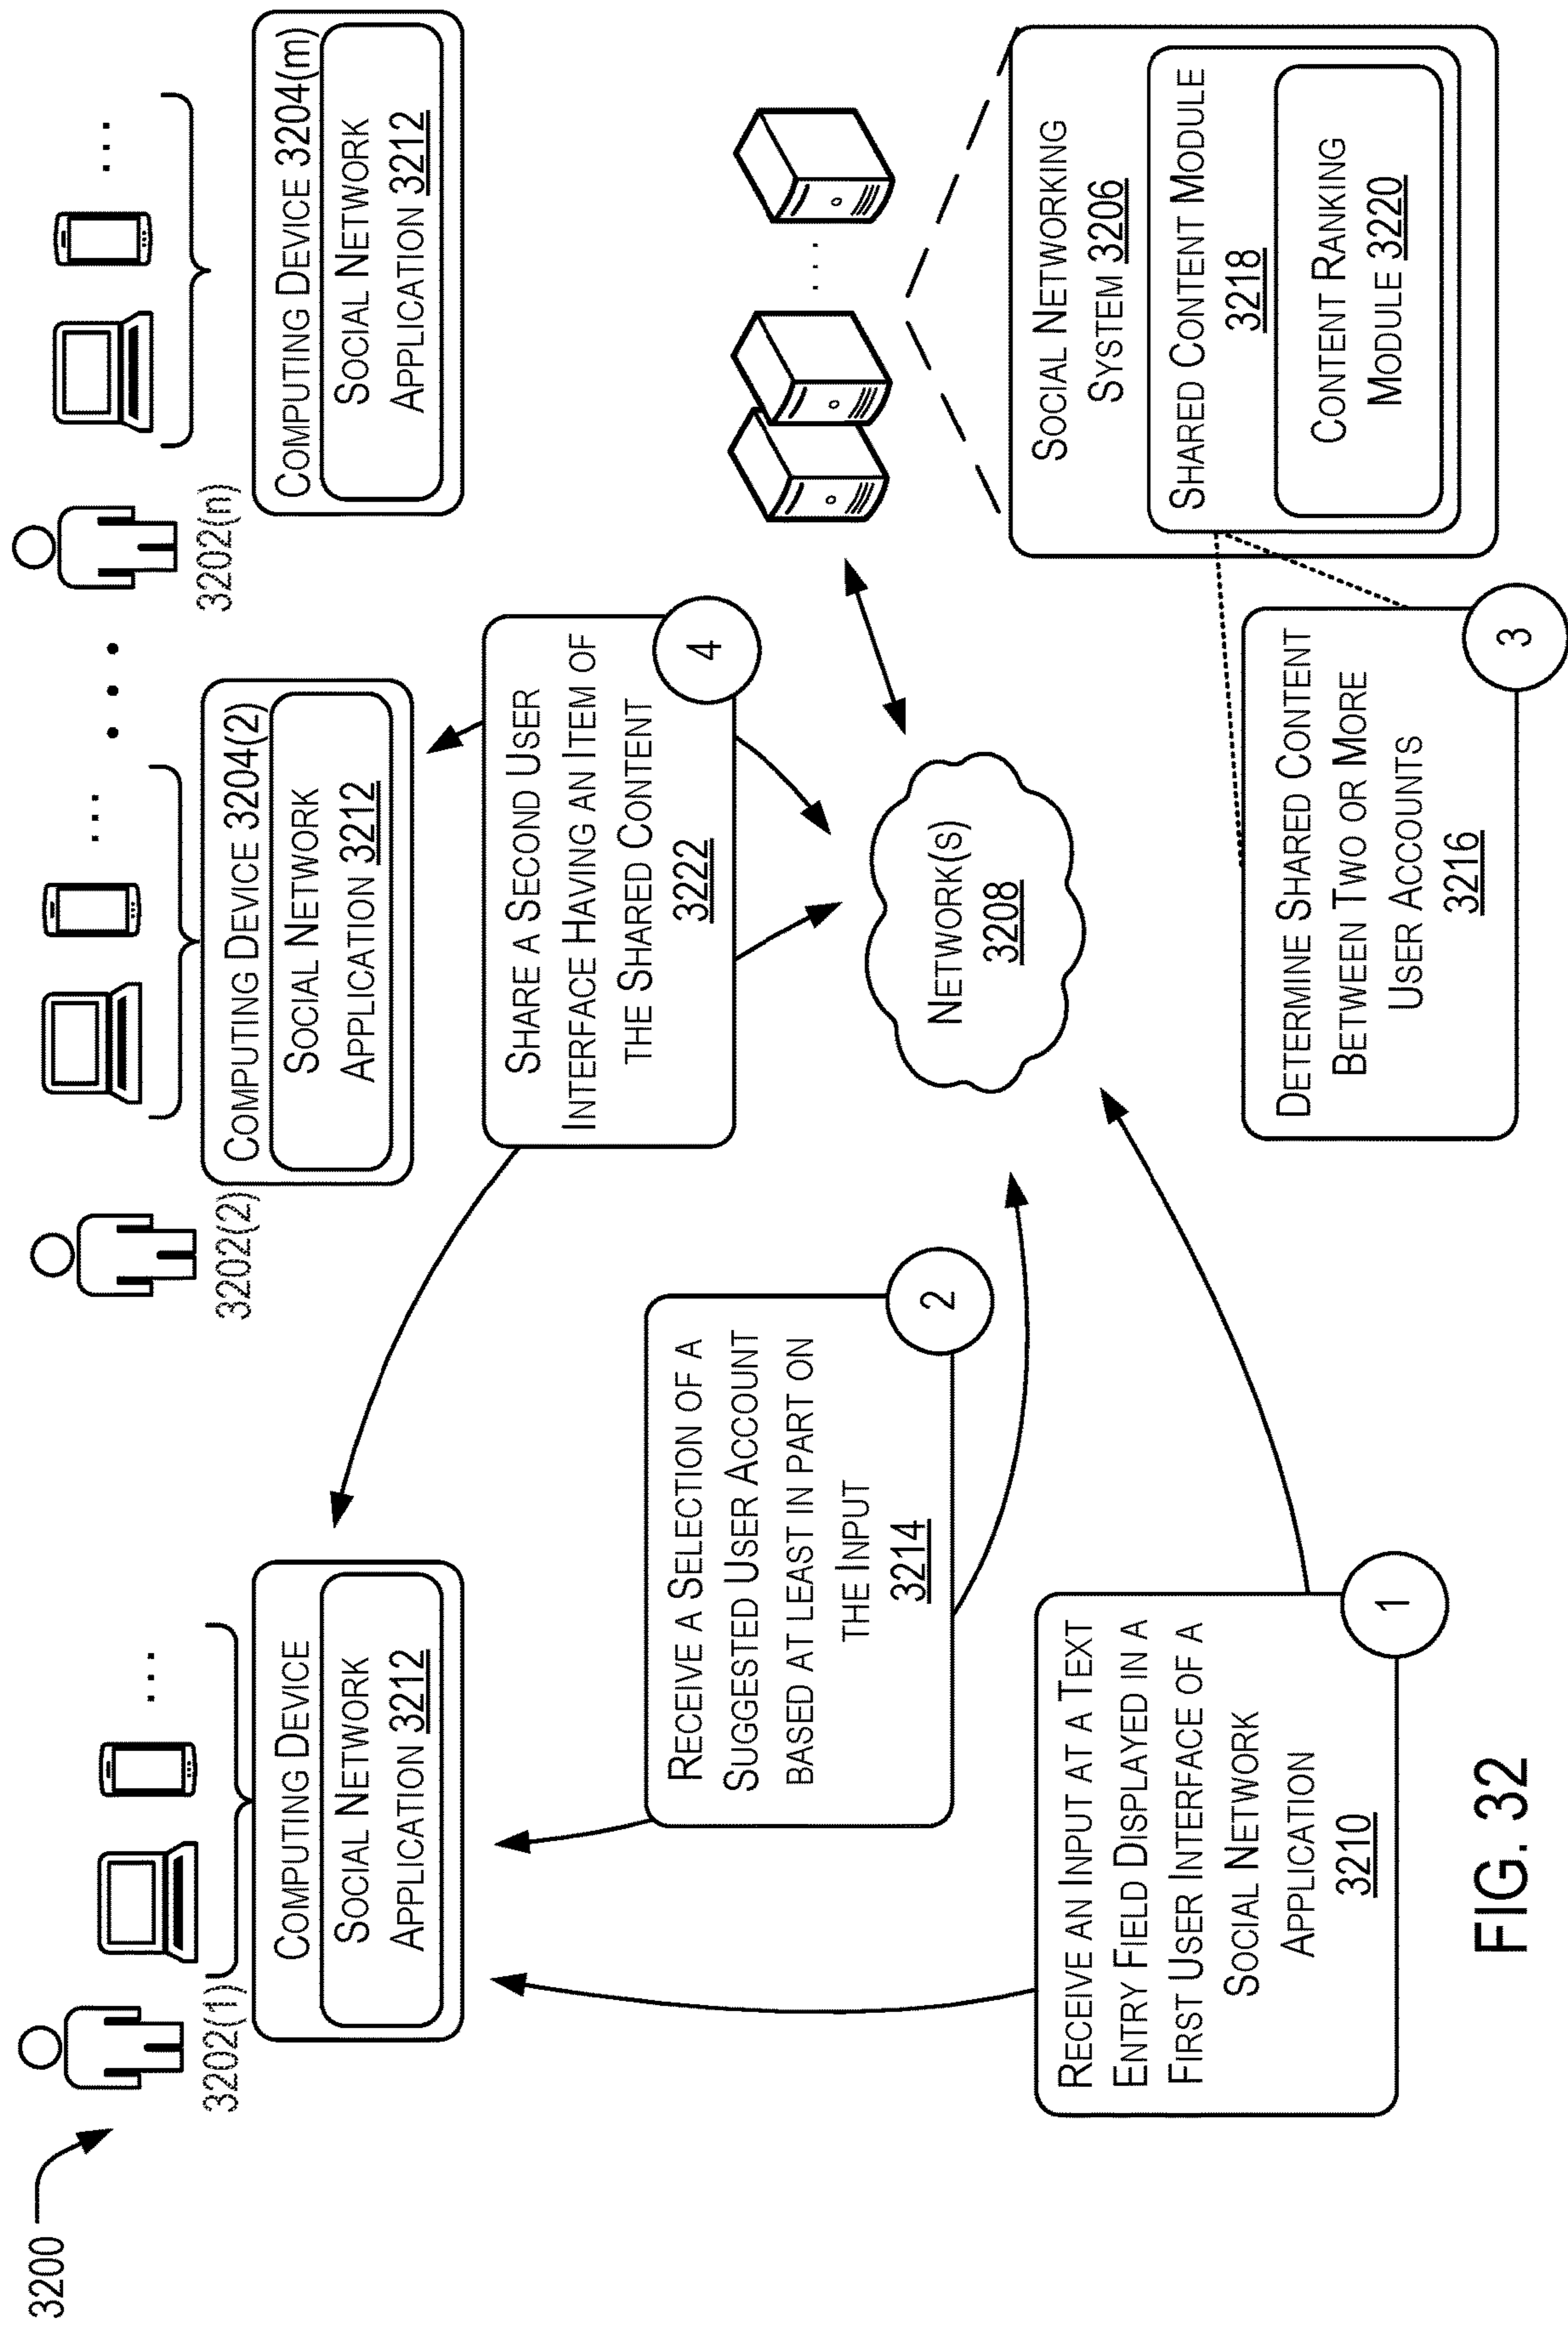 3200
3202(1)
COMPUTING DEVICE
SOCIAL NETWORK
APPLICATION 3212
...
3202(2)
COMPUTING DEVICE 3204(2)
SOCIAL NETWORK
APPLICATION 3212
...
• • •
3202(n)
COMPUTING DEVICE 3204(m)
SOCIAL NETWORK
APPLICATION 3212
...
RECEIVE AN INPUT AT A TEXT
ENTRY FIELD DISPLAYED IN A
FIRST USER INTERFACE OF A
SOCIAL NETWORK
APPLICATION
3210
1
RECEIVE A SELECTION OF A
SUGGESTED USER ACCOUNT
BASED AT LEAST IN PART ON
THE INPUT
3214
2
SHARE A SECOND USER
INTERFACE HAVING AN ITEM OF
THE SHARED CONTENT
3222
4
NETWORK(S)
3208
...
SOCIAL NETWORKING
SYSTEM 3206
SHARED CONTENT MODULE
3218
CONTENT RANKING
MODULE 3220
DETERMINE SHARED CONTENT
BETWEEN TWO OR MORE
USER ACCOUNTS
3216
3
FIG. 32